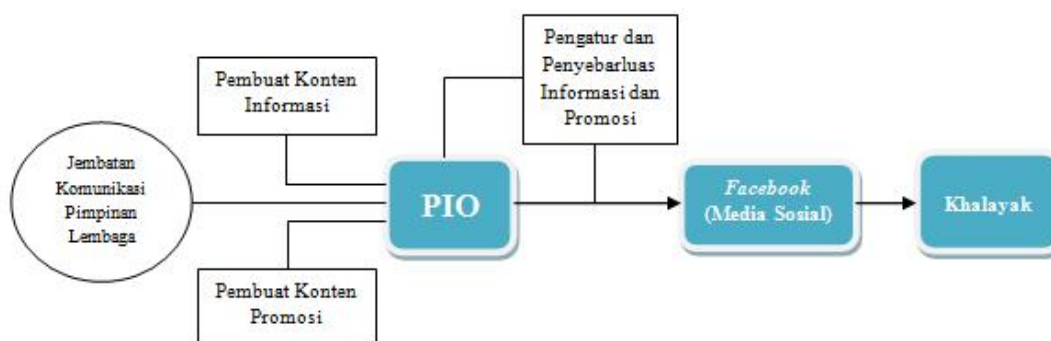 Jembatan
Komunikasi
Pimpinan
Lembaga
Pembuat Konten
Informasi
Pembuat Konten
Promosi
PIO
Pengatur dan
Penyebarluas
Informasi dan
Promosi
Facebook
(Media Sosial)
Khalayak